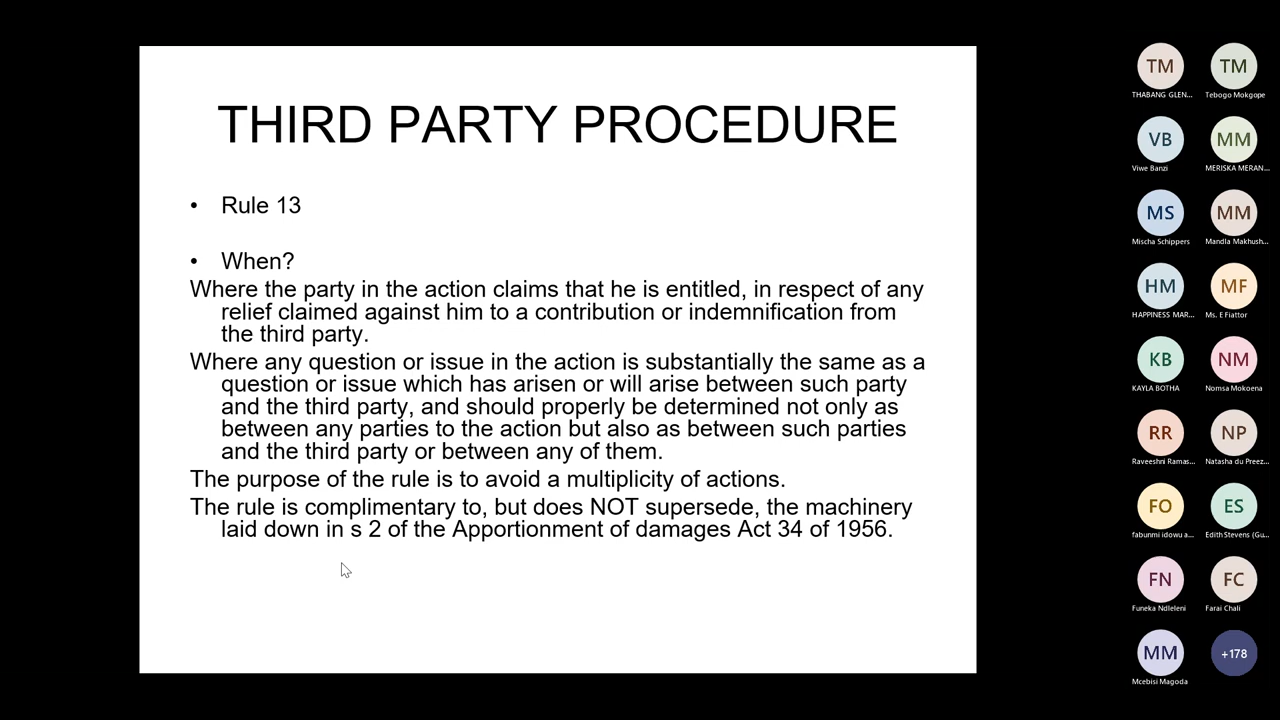 THIRD PARTY PROCEDURE
• Rule 13
• When?
Where the party in the action claims that he is entitled, in respect of any
relief claimed against him to a contribution or indemnification from
the third party.
Where any question or issue in the action is substantially the same as a
question or issue which has arisen or will arise between such party
and the third party, and should properly be determined not only as
between any parties to the action but also as between such parties
and the third party or between any of them.
The purpose of the rule is to avoid a multiplicity of actions.
The rule is complimentary to, but does NOT supersede, the machinery
laid down in s 2 of the Apportionment of damages Act 34 of 1956.
TM TM
THABANG GLEN... Tebogo Mokgope
VB MM
Viwe Banzi MERISKA MERAN...
MS MM
Mischa Schippers Mandla Makhush...
HM MF
HAPPINESS MAR... Ms. E Fiattor
KB NM
KAYLA BOTHA Nomsa Mokoena
RR NP
Raveeshni Ramas... Natasha du Preez...
FO ES
fabunmi idowu a... Edith Stevens (Gu...
FN FC
Funeka Ndleleni Farai Chali
MM +178
Mcebisi Magoda